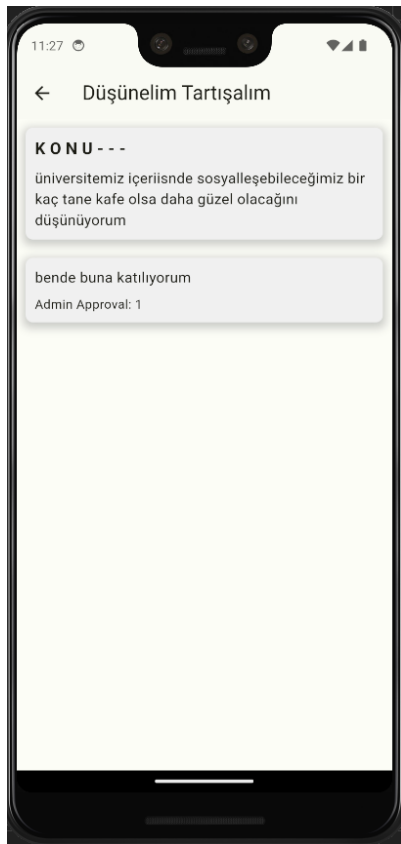 11:27
Düşünelim Tartışalım
KONU---
üniversitemiz içeriisnde sosyalleşebileceğimiz bir
kaç tane kafe olsa daha güzel olacağını
düşünüyorum
bende buna katılıyorum
Admin Approval: 1